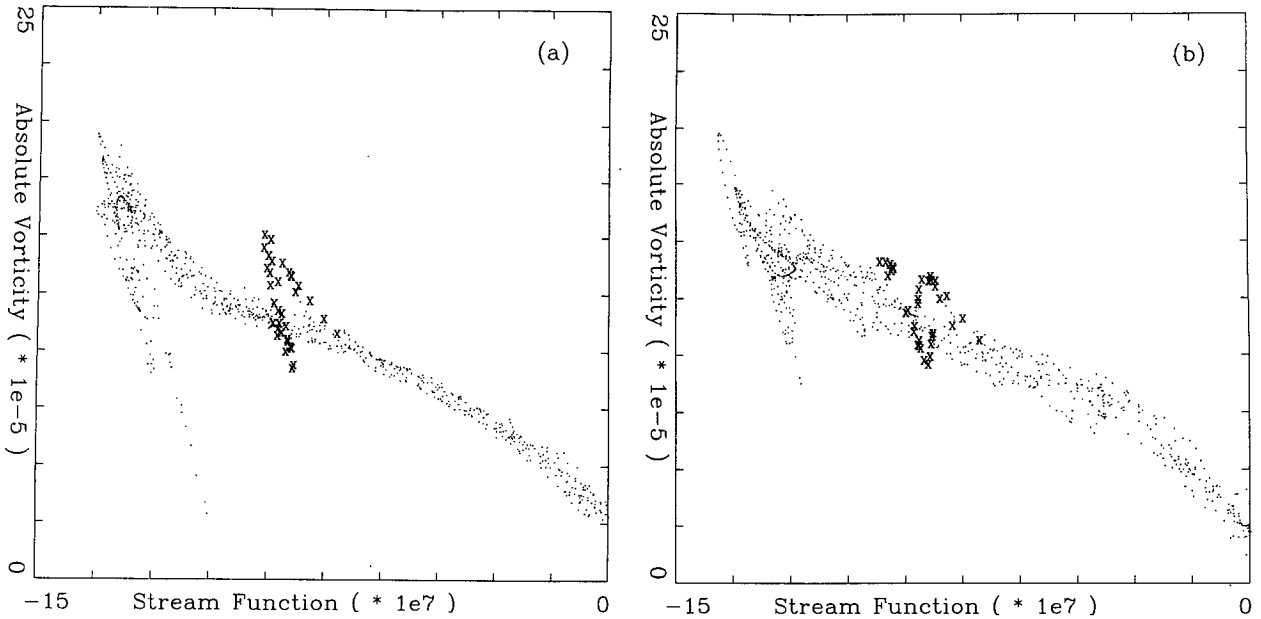 25
(a)
Absolute Vorticity ( * 1e-5 )
0
-15 Stream Function ( * 1e7 ) 0
25
(b)
Absolute Vorticity ( * 1e-5 )
0
-15 Stream Function ( * 1e7 ) 0